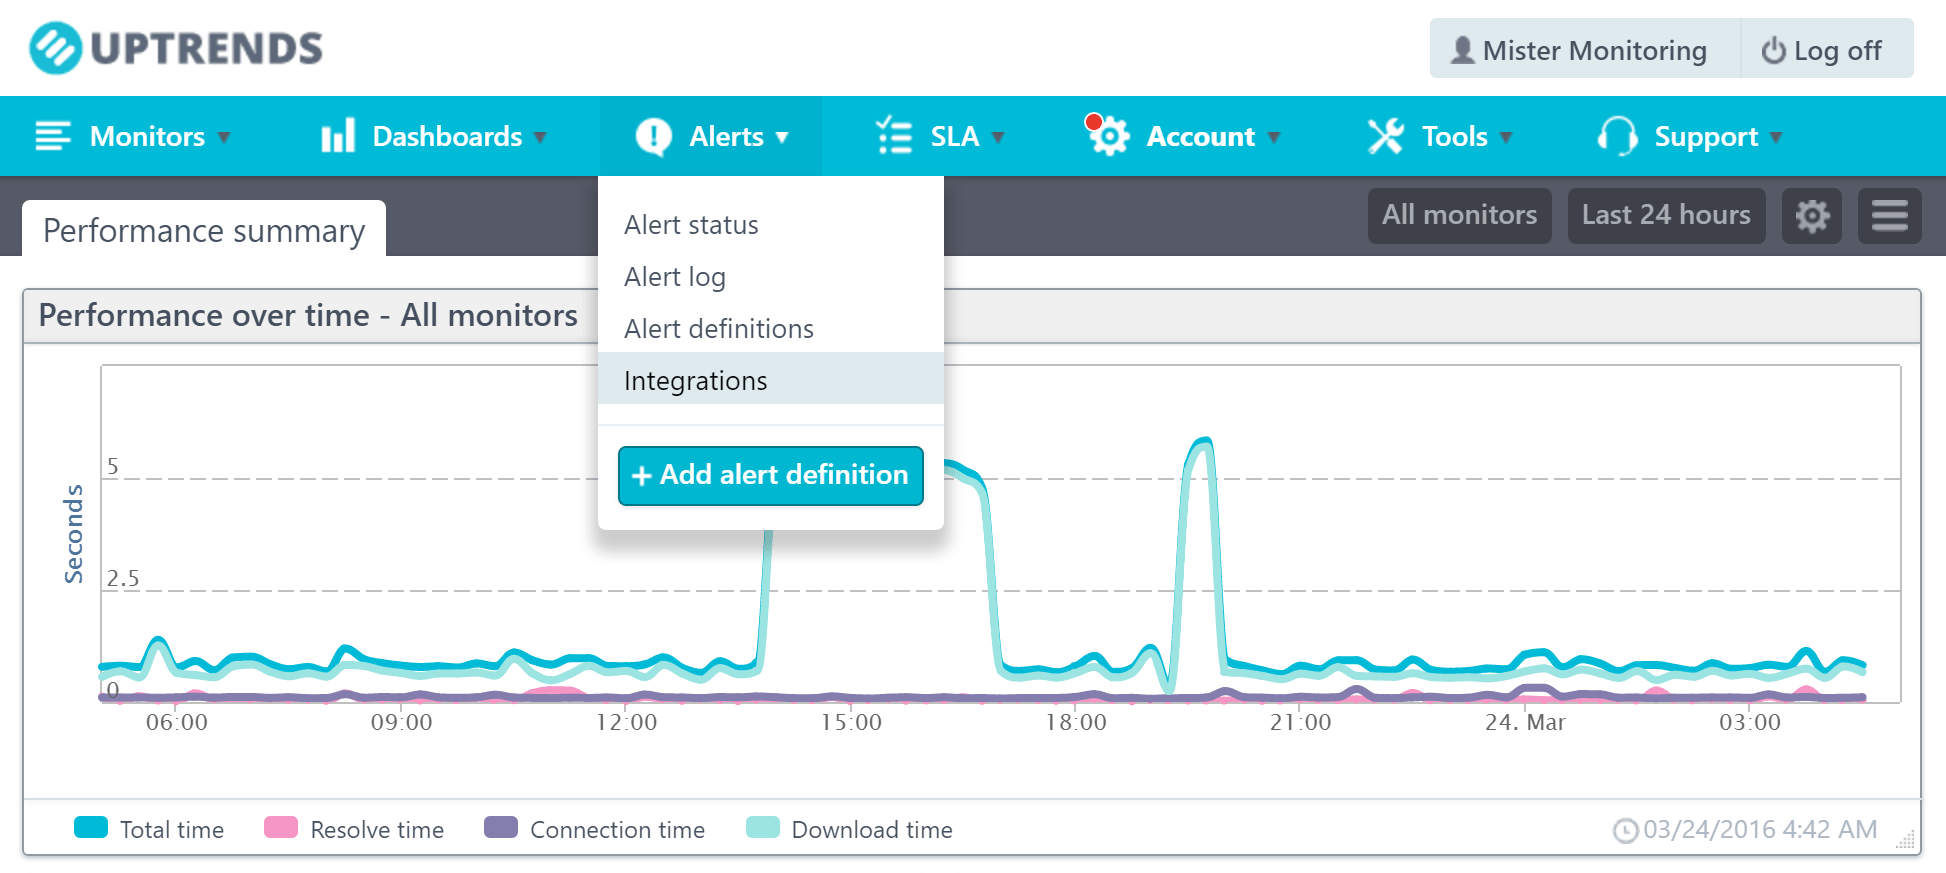 UPTRENDS
Mister Monitoring
Log off
Monitors
Dashboards
Alerts
SLA
Account
Tools
Support
Performance summary
All monitors
Last 24 hours
Alert status
Alert log
Alert definitions
Integrations
+ Add alert definition
Performance over time - All monitors
Seconds
5
2.5
0
06:00
09:00
12:00
15:00
18:00
21:00
24. Mar
03:00
Total time
Resolve time
Connection time
Download time
03/24/2016 4:42 AM